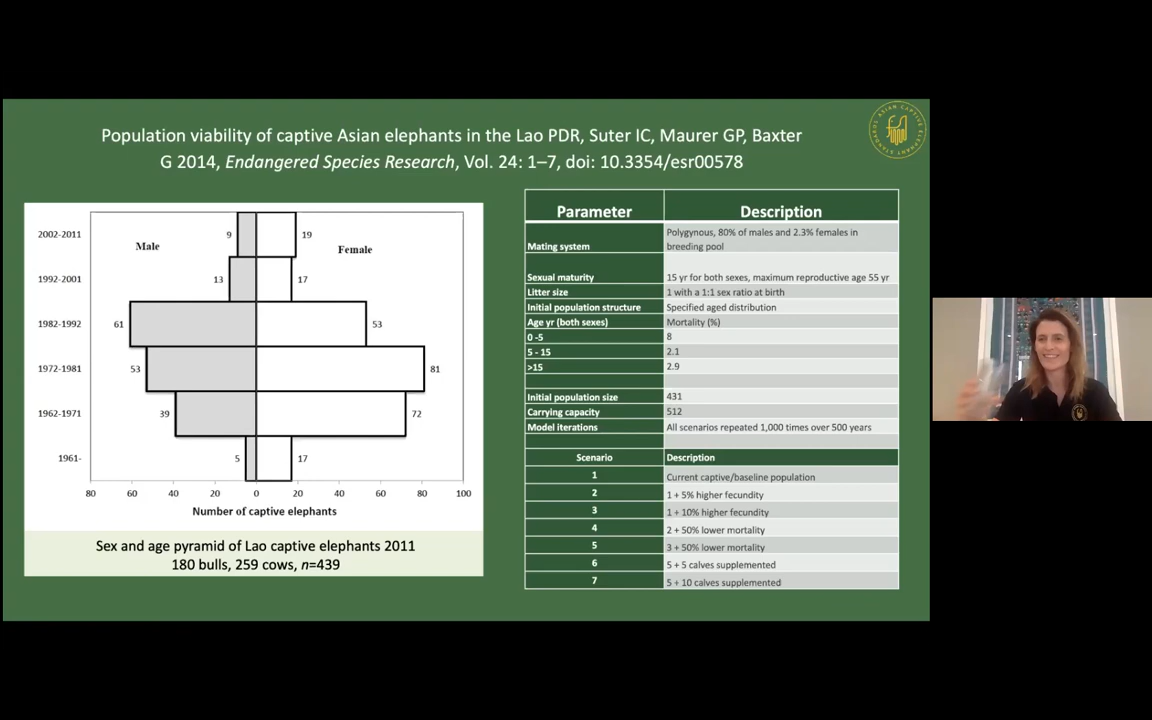 Population viability of captive Asian elephants in the Lao PDR, Suter IC, Maurer GP, Baxter
G 2014, Endangered Species Research, Vol. 24: 1–7, doi: 10.3354/esr00578
ASIAN CAPTIVE ELEPHANT STANDARDS
2002-2011 9 19
Male Female
1992-2001 13 17
1982-1992 61 53
1972-1981 53 81
1962-1971 39 72
1961- 5 17
80 60 40 20 0 20 40 60 80 100
Number of captive elephants
Sex and age pyramid of Lao captive elephants 2011
180 bulls, 259 cows, n=439
Parameter Description
Mating system Polygynous, 80% of males and 2.3% females in
breeding pool
Sexual maturity 15 yr for both sexes, maximum reproductive age 55 yr
Litter size 1 with a 1:1 sex ratio at birth
Initial population structure Specified aged distribution
Age yr (both sexes) Mortality (%)
0 -5 8
5 - 15 2.1
>15 2.9
Initial population size 431
Carrying capacity 512
Model iterations All scenarios repeated 1,000 times over 500 years
Scenario Description
1 Current captive/baseline population
2 1 + 5% higher fecundity
3 1 + 10% higher fecundity
4 2 + 50% lower mortality
5 3 + 50% lower mortality
6 5 + 5 calves supplemented
7 5 + 10 calves supplemented